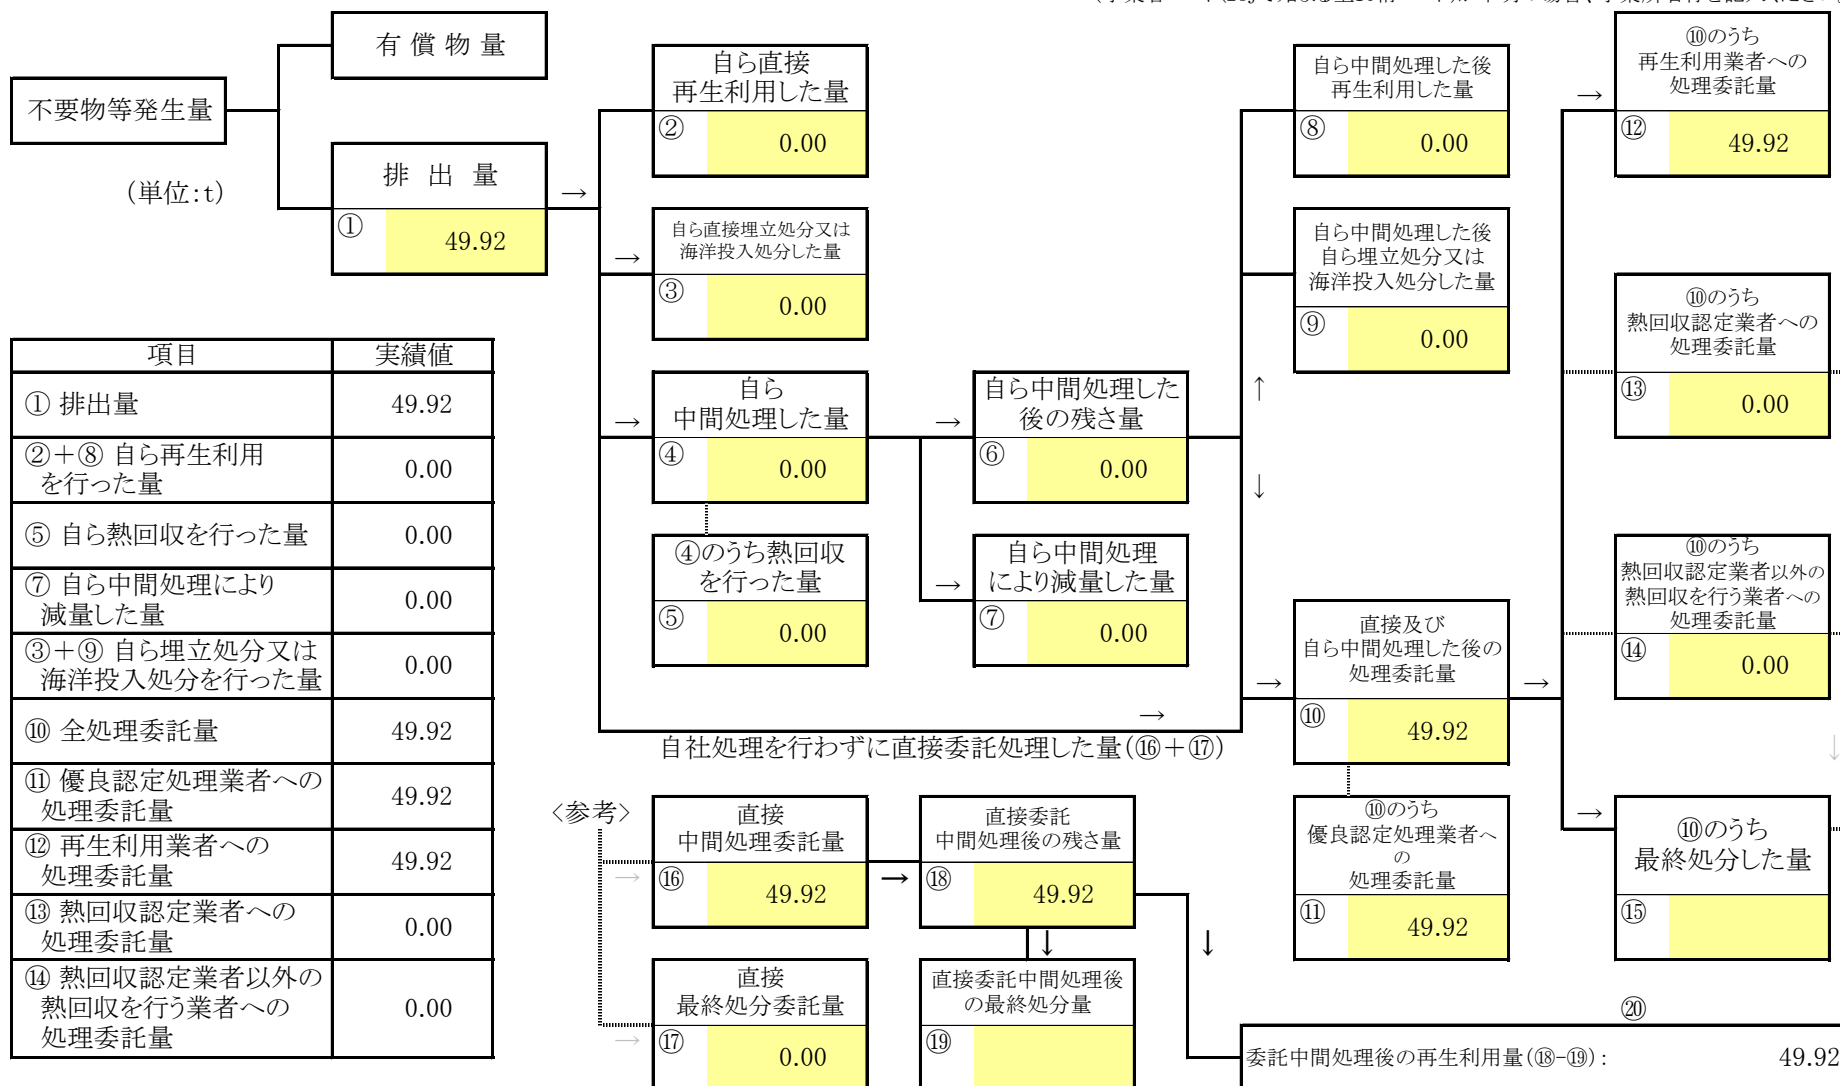 有 償 物 量
不要物等発生量
(単位:t)
排 出 量
① 49.92
→
自ら直接
再生利用した量
② 0.00
→
自ら直接埋立処分又は
海洋投入処分した量
③ 0.00
→
自ら
中間処理した量
④ 0.00
④のうち熱回収
を行った量
⑤ 0.00
→
自ら中間処理した
後の残さ量
⑥ 0.00
→
自ら中間処理
により減量した量
⑦ 0.00
自ら中間処理した後
再生利用した量
⑧ 0.00
自ら中間処理した後
自ら埋立処分又は
海洋投入処分した量
⑨ 0.00
↑
↓
→
自社処理を行わずに直接委託処理した量(⑯+⑰)
→
直接及び
自ら中間処理した後の
処理委託量
⑩ 49.92
⑩のうち
優良認定処理業者へ
の
処理委託量
⑪ 49.92
→
→
⑩のうち
再生利用業者への
処理委託量
⑫ 49.92
⑩のうち
熱回収認定業者への
処理委託量
⑬ 0.00
⑩のうち
熱回収認定業者以外の
熱回収を行う業者への
処理委託量
⑭ 0.00
↓
→
⑩のうち
最終処分した量
⑮
項目 実績値
① 排出量 49.92
②+⑧ 自ら再生利用
を行った量 0.00
⑤ 自ら熱回収を行った量 0.00
⑦ 自ら中間処理により
減量した量 0.00
③+⑨ 自ら埋立処分又は
海洋投入処分を行った量 0.00
⑩ 全処理委託量 49.92
⑪ 優良認定処理業者への
処理委託量 49.92
⑫ 再生利用業者への
処理委託量 49.92
⑬ 熱回収認定業者への
処理委託量 0.00
⑭ 熱回収認定業者以外の
熱回収を行う業者への
処理委託量 0.00
<参考>
→
直接
中間処理委託量
⑯ 49.92
→
直接委託
中間処理後の残さ量
⑱ 49.92
↓
↓
→
直接
最終処分委託量
⑰ 0.00
直接委託中間処理後
の最終処分量
⑲
⑳
委託中間処理後の再生利用量(⑱-⑲): 49.92